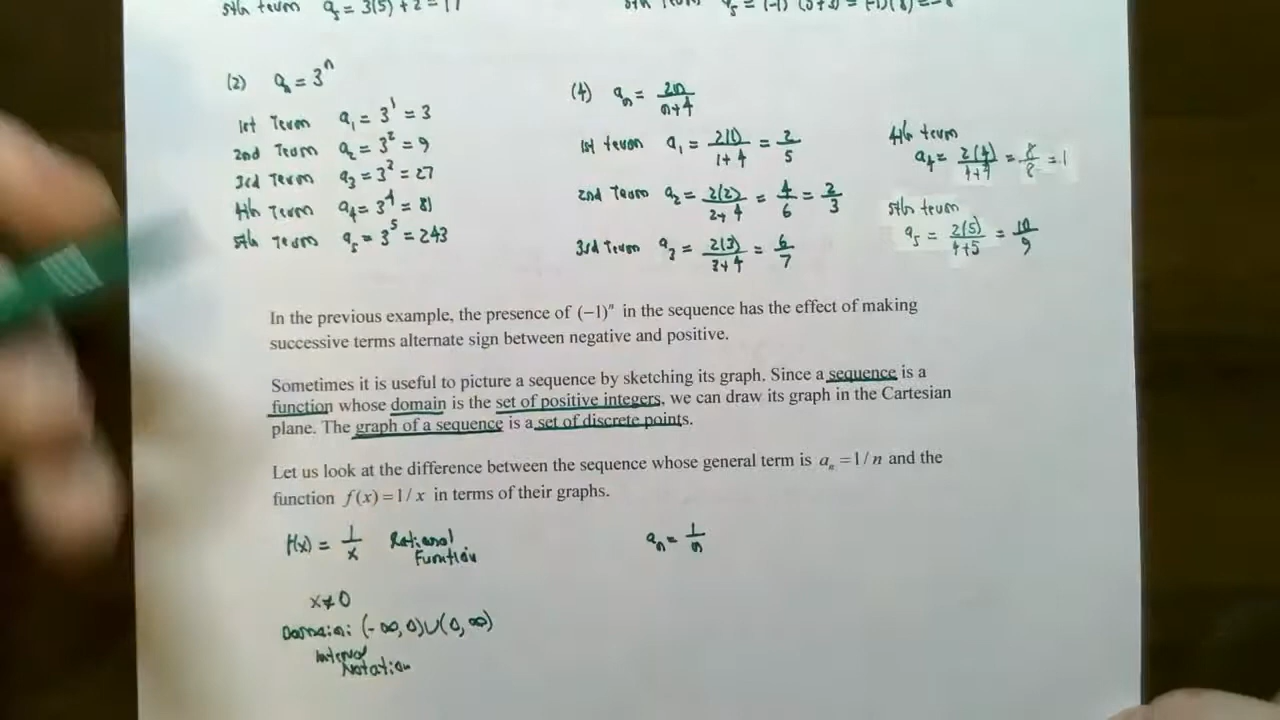 5th term a₅ = 3(5) + 2 = 17
(2) aₙ = 3ⁿ
1st Term a₁ = 3¹ = 3
2nd Term a₂ = 3² = 9
3rd Term a₃ = 3² = 27
4th Term a₄ = 3⁴ = 81
5th Term a₅ = 3⁵ = 243
(4) aₙ = 2n/n+4
1st term a₁ = 2(1)/1+4 = 2/5
2nd Term a₂ = 2(2)/2+4 = 4/6 = 2/3
3rd Term a₃ = 2(3)/3+4 = 6/7
4th term
a₄ = 2(4)/4+4 = 8/8 = 1
5th term
a₅ = 2(5)/4+5 = 10/9
In the previous example, the presence of (−1)ⁿ in the sequence has the effect of making
successive terms alternate sign between negative and positive.
Sometimes it is useful to picture a sequence by sketching its graph. Since a sequence is a
function whose domain is the set of positive integers, we can draw its graph in the Cartesian
plane. The graph of a sequence is a set of discrete points.
Let us look at the difference between the sequence whose general term is aₙ = 1/n and the
function f(x) = 1/x in terms of their graphs.
f(x) = 1/x Rational
Function
aₙ = 1/n
x≠0
Domain: (-∞,0)∪(0,∞)
Interval
Notation